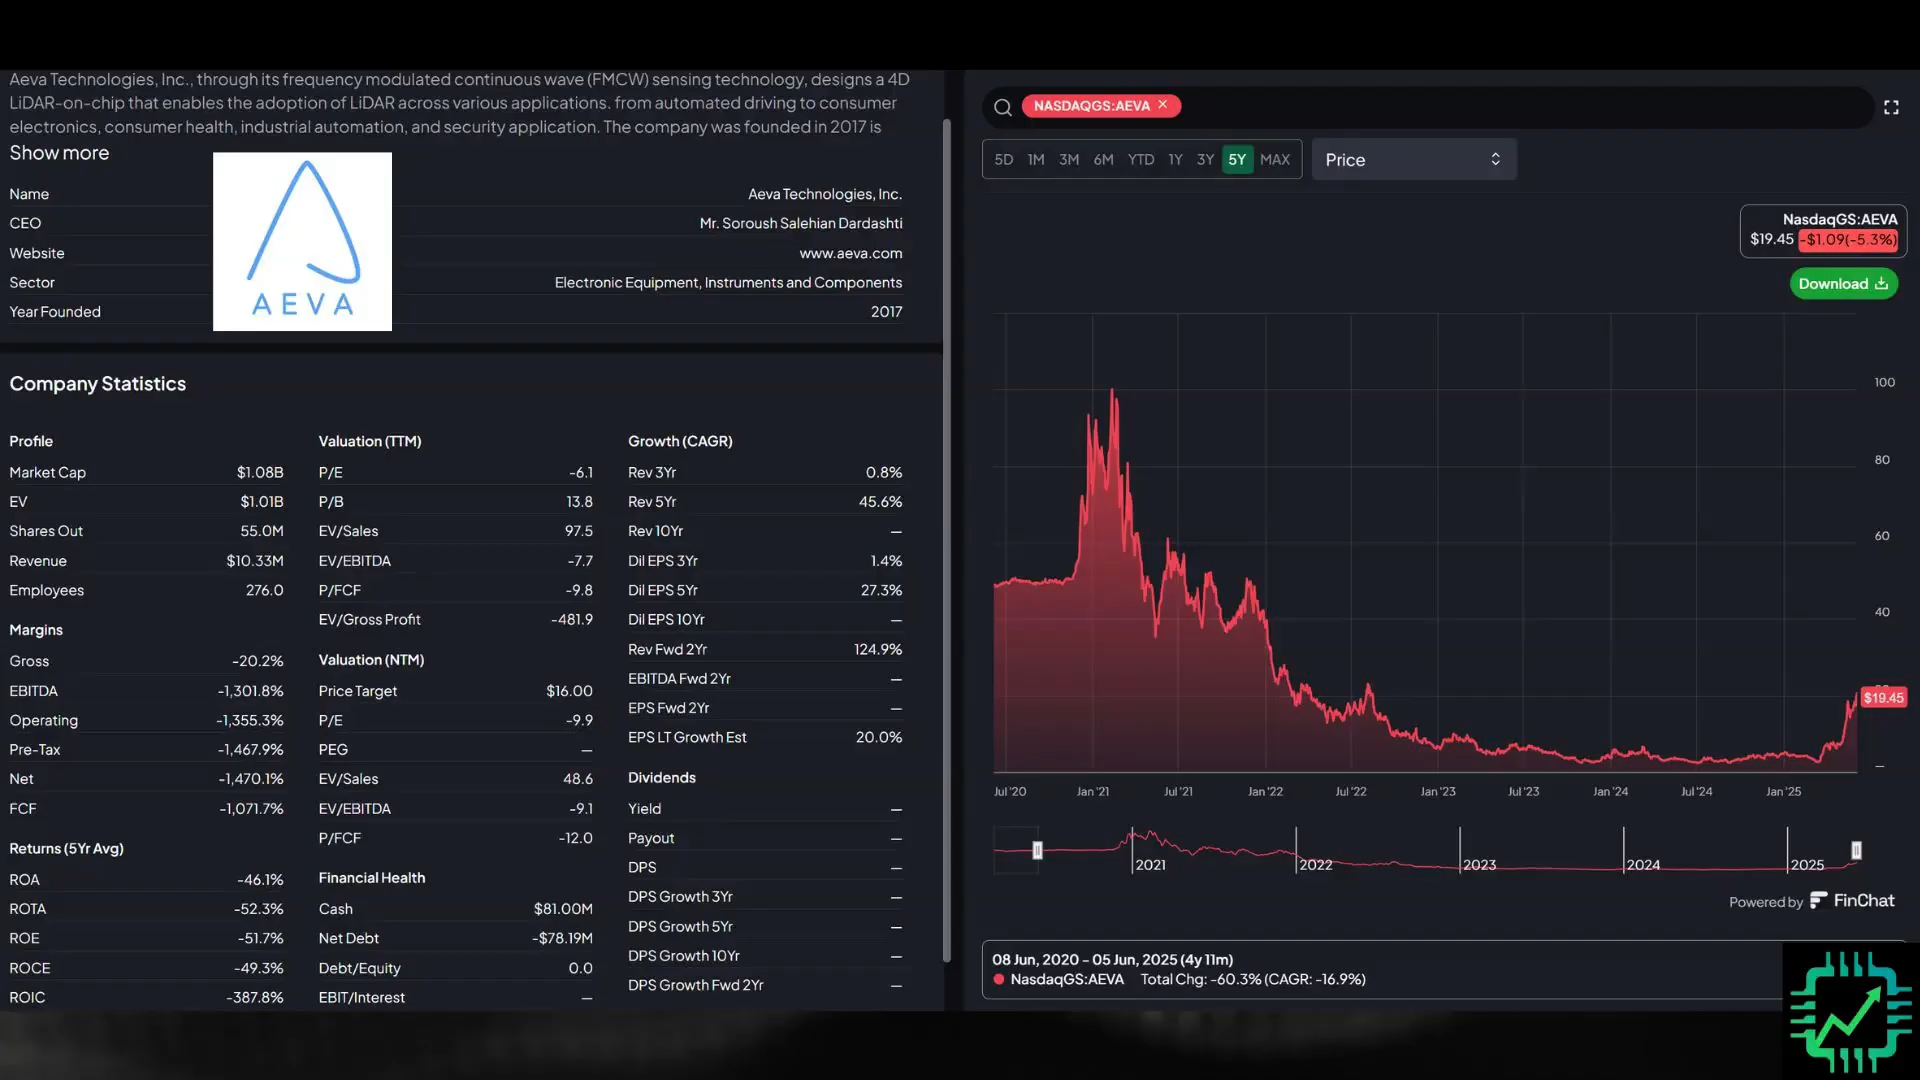 Aeva Technologies, Inc., through its frequency modulated continuous wave (FMCW) sensing technology, designs a 4D
LiDAR-on-chip that enables the adoption of LiDAR across various applications. from automated driving to consumer
electronics, consumer health, industrial automation, and security application. The company was founded in 2017 is
Show more
Name Aeva Technologies, Inc.
CEO Mr. Soroush Salehian Dardashti
Website www.aeva.com
Sector Electronic Equipment, Instruments and Components
Year Founded 2017
AEVA
Company Statistics
Profile
Market Cap $1.08B
EV $1.01B
Shares Out 55.0M
Revenue $10.33M
Employees 276.0
Margins
Gross -20.2%
EBITDA -1,301.8%
Operating -1,355.3%
Pre-Tax -1,467.9%
Net -1,470.1%
FCF -1,071.7%
Returns (5Yr Avg)
ROA -46.1%
ROTA -52.3%
ROE -51.7%
ROCE -49.3%
ROIC -387.8%
Valuation (TTM)
P/E -6.1
P/B 13.8
EV/Sales 97.5
EV/EBITDA -7.7
P/FCF -9.8
EV/Gross Profit -481.9
Valuation (NTM)
Price Target $16.00
P/E -9.9
PEG —
EV/Sales 48.6
EV/EBITDA -9.1
P/FCF -12.0
Financial Health
Cash $81.00M
Net Debt -$78.19M
Debt/Equity 0.0
EBIT/Interest —
Growth (CAGR)
Rev 3Yr 0.8%
Rev 5Yr 45.6%
Rev 10Yr —
Dil EPS 3Yr 1.4%
Dil EPS 5Yr 27.3%
Dil EPS 10Yr —
Rev Fwd 2Yr 124.9%
EBITDA Fwd 2Yr —
EPS Fwd 2Yr —
EPS LT Growth Est 20.0%
Dividends
Yield —
Payout —
DPS —
DPS Growth 3Yr —
DPS Growth 5Yr —
DPS Growth 10Yr —
DPS Growth Fwd 2Yr —
NASDAQGS:AEVA ×
5D 1M 3M 6M YTD 1Y 3Y 5Y MAX
Price
NasdaqGS:AEVA
$19.45 -$1.09(-5.3%)
Download
100
80
60
40
$19.45
—
Jul '20 Jan '21 Jul '21 Jan '22 Jul '22 Jan '23 Jul '23 Jan '24 Jul '24 Jan '25
2021 2022 2023 2024 2025
Powered by FinChat
08 Jun, 2020 - 05 Jun, 2025 (4y 11m)
NasdaqGS:AEVA Total Chg: -60.3% (CAGR: -16.9%)